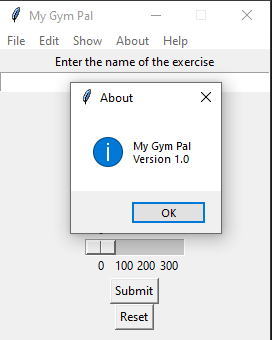 My Gym Pal
File Edit Show About Help
Enter the name of the exercise
About
My Gym Pal
Version 1.0
OK
0 100 200 300
Submit
Reset